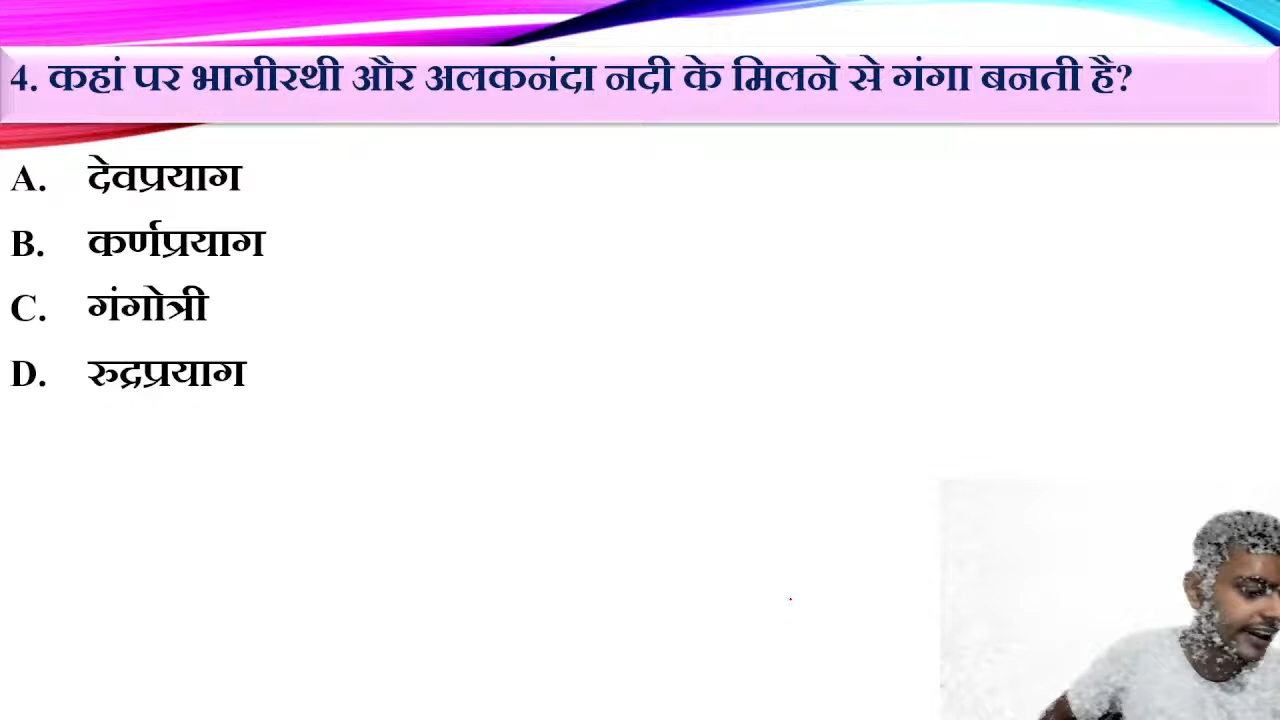 4. कहां पर भागीरथी और अलकनंदा नदी के मिलने से गंगा बनती है?
A. देवप्रयाग
B. कर्णप्रयाग
C. गंगोत्री
D. रुद्रप्रयाग